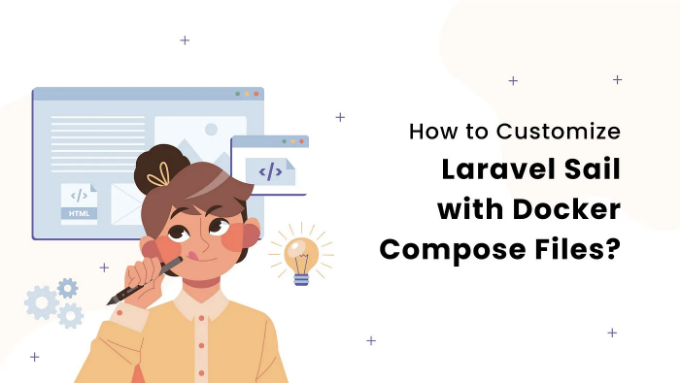 </>
HTML
</>
How to Customize
Laravel Sail
with Docker
Compose Files?